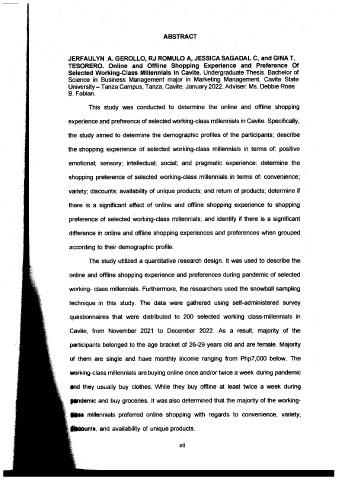 ABSTRACT
JERFAULYN A. GEROLLO, RJ ROMULO A, JESSICA SAGADAL C, and GINA T.
TESORERO. Online and Offline Shopping Experience and Preference Of
Selected Working-Class Millennials In Cavite. Undergraduate Thesis. Bachelor of
Science in Business Management major in Marketing Management. Cavite State
University – Tanza Campus, Tanza, Cavite. January 2022. Adviser: Ms. Debbie Rose
B. Fabian.
This study was conducted to determine the online and offline shopping
experience and preference of selected working-class millennials in Cavite. Specifically,
the study aimed to determine the demographic profiles of the participants; describe
the shopping experience of selected working-class millennials in terms of: positive
emotional; sensory; intellectual; social; and pragmatic experience; determine the
shopping preference of selected working-class millennials in terms of: convenience;
variety; discounts; availability of unique products; and return of products; determine if
there is a significant effect of online and offline shopping experience to shopping
preference of selected working-class millennials; and identify if there is a significant
difference in online and offline shopping experiences and preferences when grouped
according to their demographic profile.
The study utilized a quantitative research design. It was used to describe the
online and offline shopping experience and preferences during pandemic of selected
working- class millennials. Furthermore, the researchers used the snowball sampling
technique in this study. The data were gathered using self-administered survey
questionnaires that were distributed to 200 selected working class-millennials in
Cavite, from November 2021 to December 2022. As a result, majority of the
participants belonged to the age bracket of 26-29 years old and are female. Majority
of them are single and have monthly income ranging from Php7,000 below. The
working-class millennials are buying online once and/or twice a week during pandemic
and they usually buy clothes. While they buy offline at least twice a week during
pandemic and buy groceries. It was also determined that the majority of the working-
class millennials preferred online shopping with regards to convenience, variety,
discounts, and availability of unique products.
xii